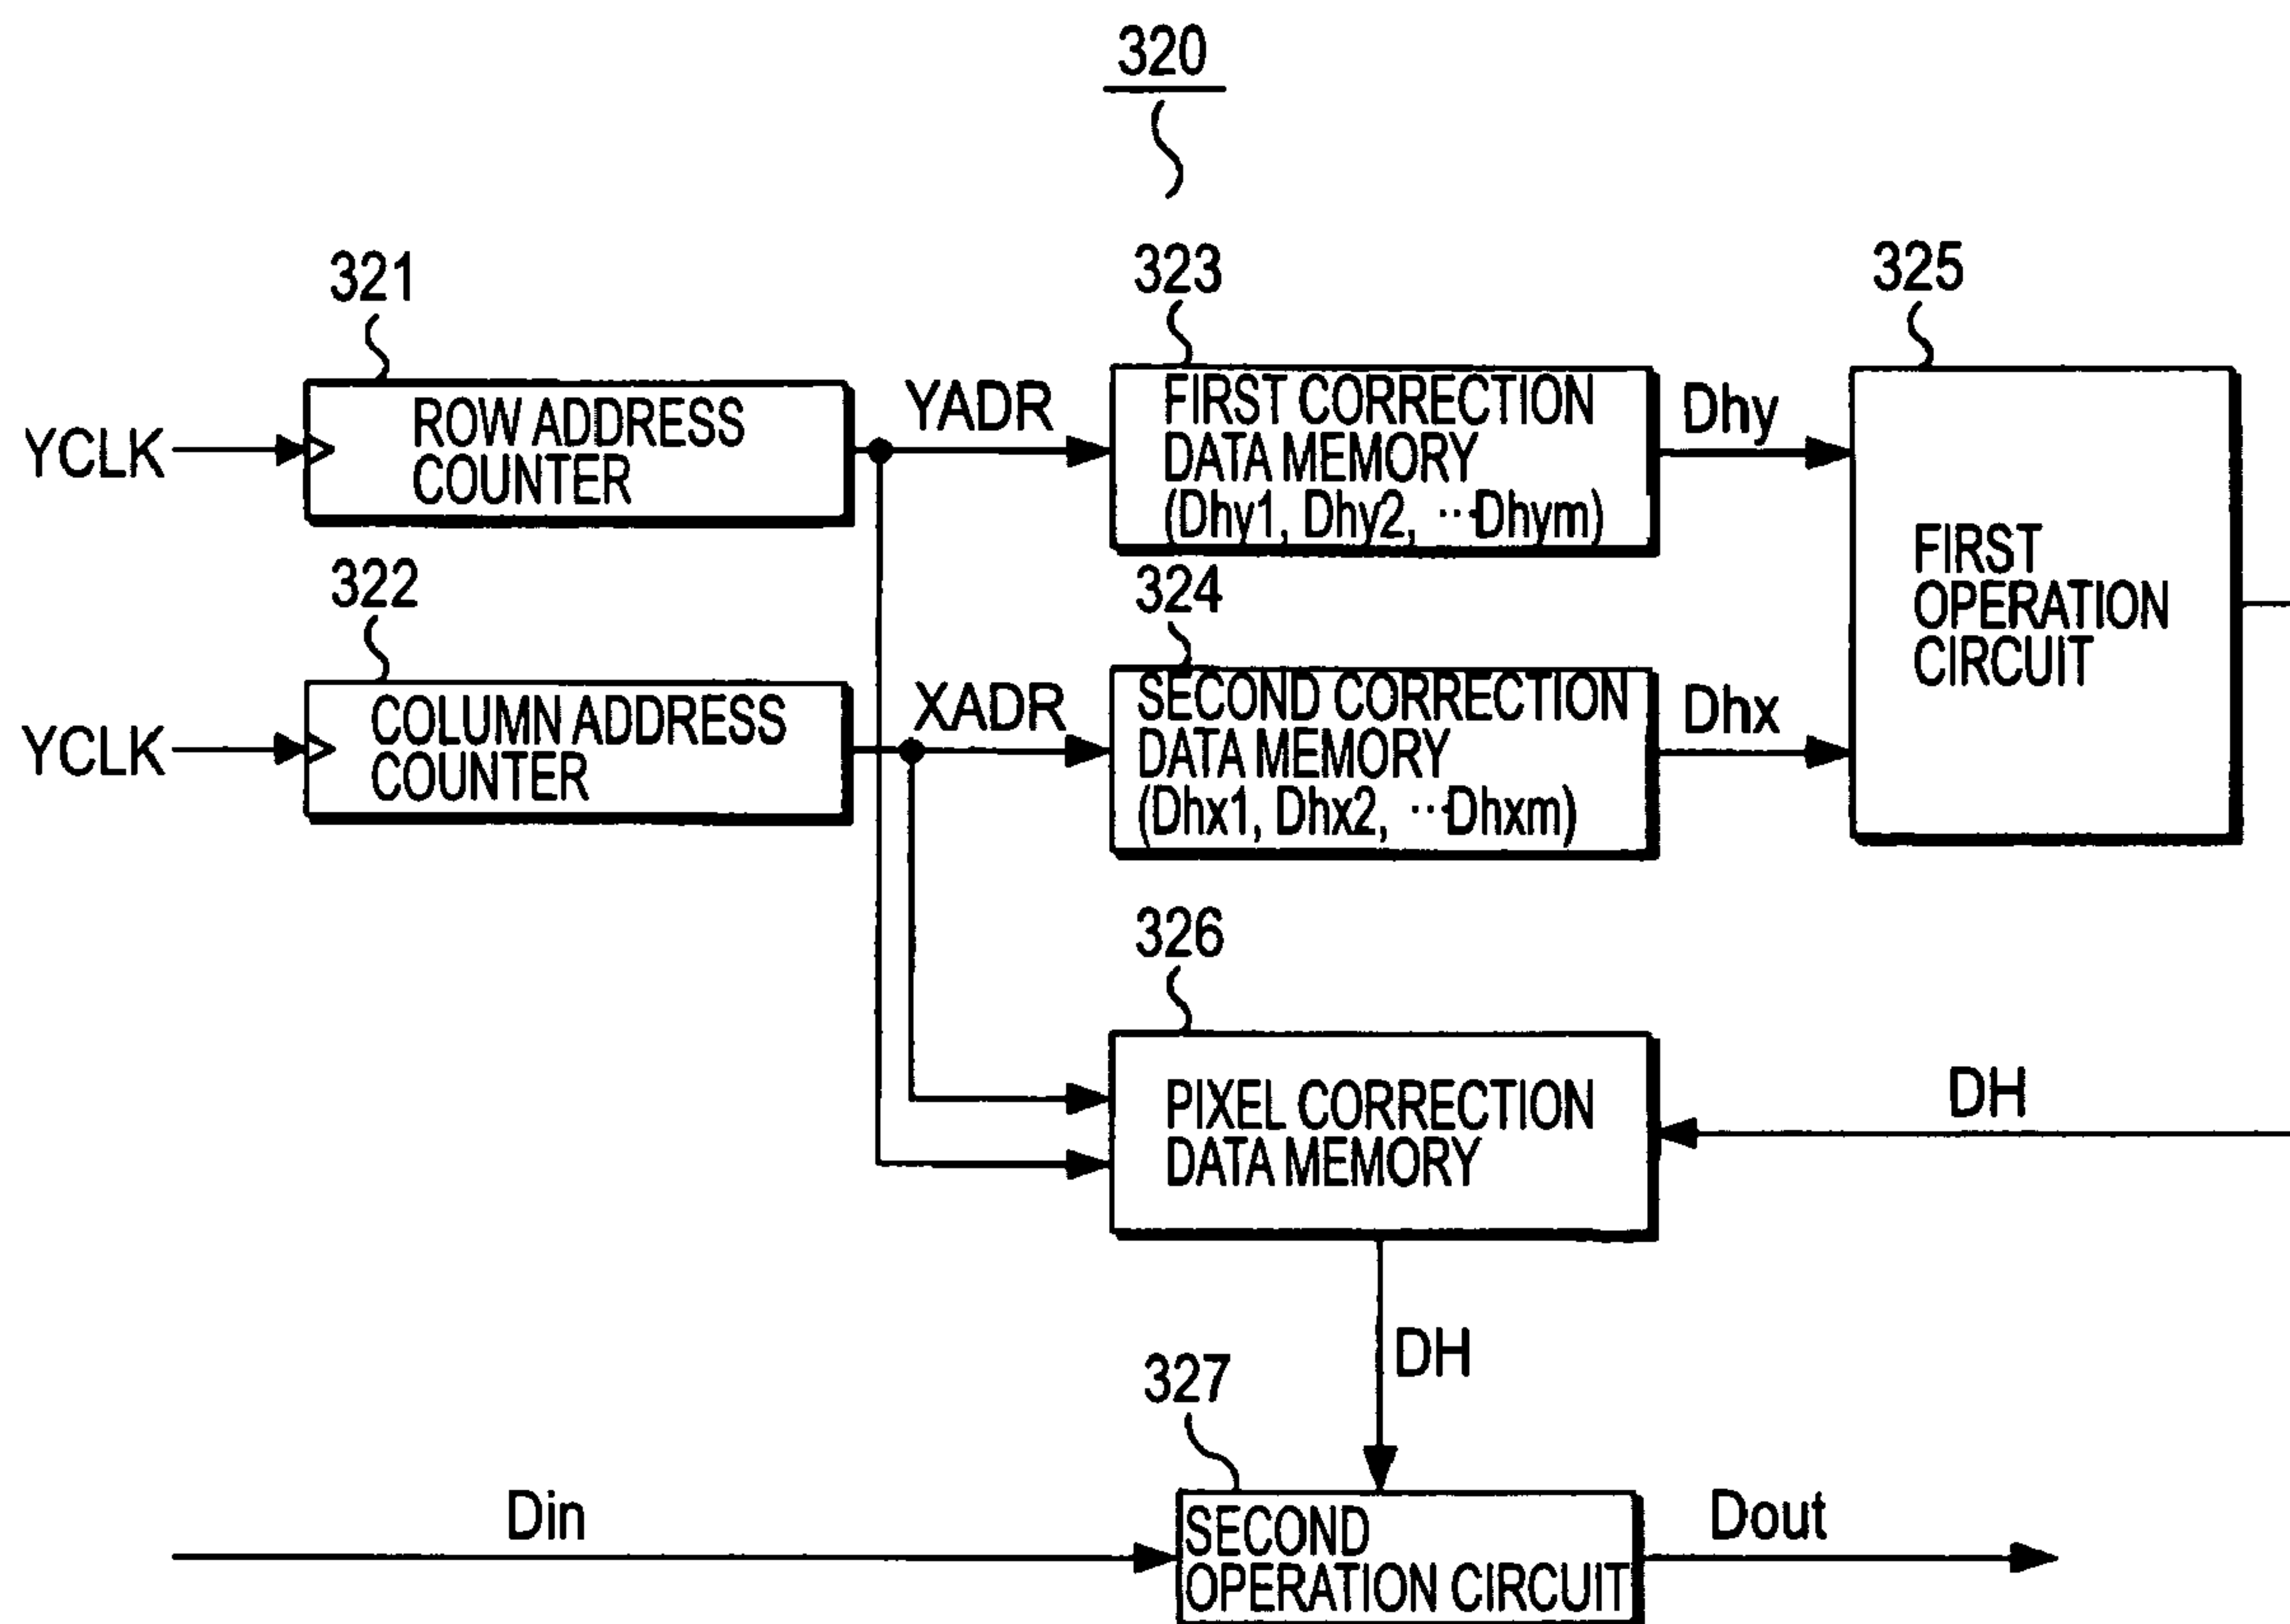 320
321
323
325
YCLK
ROW ADDRESS
COUNTER
YADR
FIRST CORRECTION
DATA MEMORY
(Dhy1, Dhy2, ···Dhym)
Dhy
FIRST
OPERATION
CIRCUIT
322
324
YCLK
COLUMN ADDRESS
COUNTER
XADR
SECOND CORRECTION
DATA MEMORY
(Dhx1, Dhx2, ···Dhxm)
Dhx
326
PIXEL CORRECTION
DATA MEMORY
DH
DH
327
Din
SECOND
OPERATION CIRCUIT
Dout